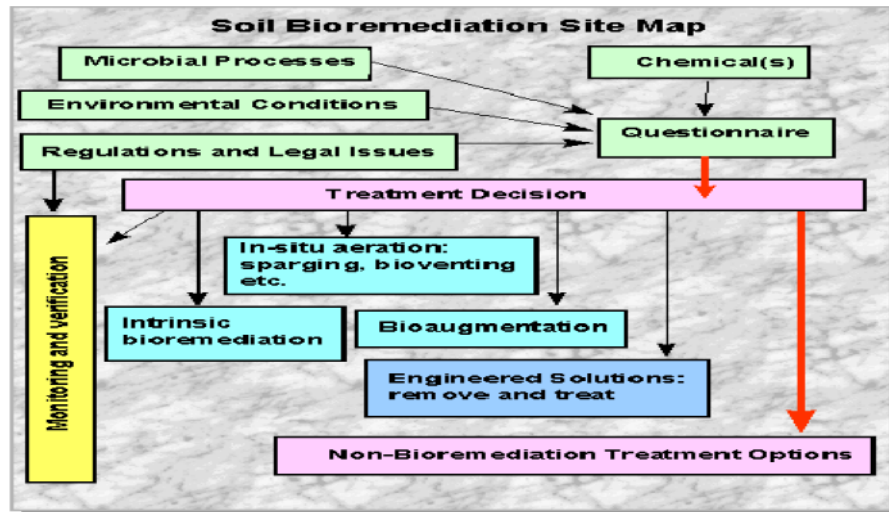 Soil Bioremediation Site Map
Microbial Processes
Chemical(s)
Environmental Conditions
Questionnaire
Regulations and Legal Issues
Treatment Decision
Monitoring and verification
In-situ aeration:
sparging, bioventing
etc.
Intrinsic
bioremediation
Bioaugmentation
Engineered Solutions:
remove and treat
Non-Bioremediation Treatment Options